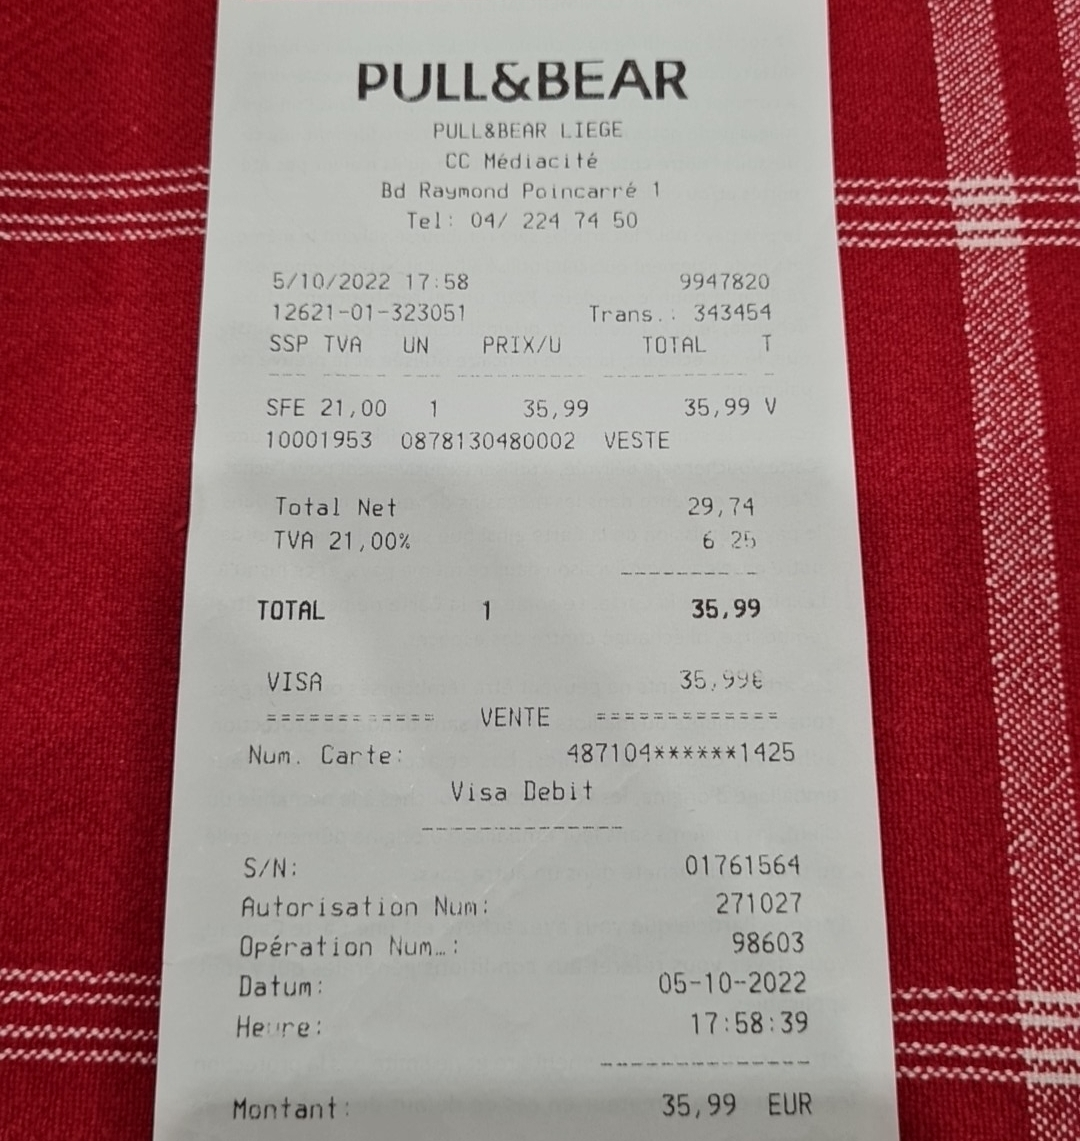 PULL&BEAR
PULL&BEAR LIEGE
CC Médiacité
Bd Raymond Poincarré 1
Tel: 04/ 224 74 50
5/10/2022 17:58 9947820
12621-01-323051 Trans.: 343454
SSP TVA UN PRIX/U TOTAL T
SFE 21,00 1 35,99 35,99 V
10001953 0878130480002 VESTE
Total Net 29,74
TVA 21,00% 6 25
TOTAL 1 35,99
VISA 35,99€
============ VENTE ============
Num. Carte: 487104******1425
Visa Debit
S/N: 01761564
Autorisation Num: 271027
Opération Num…: 98603
Datum: 05-10-2022
Heure: 17:58:39
Montant: 35,99 EUR